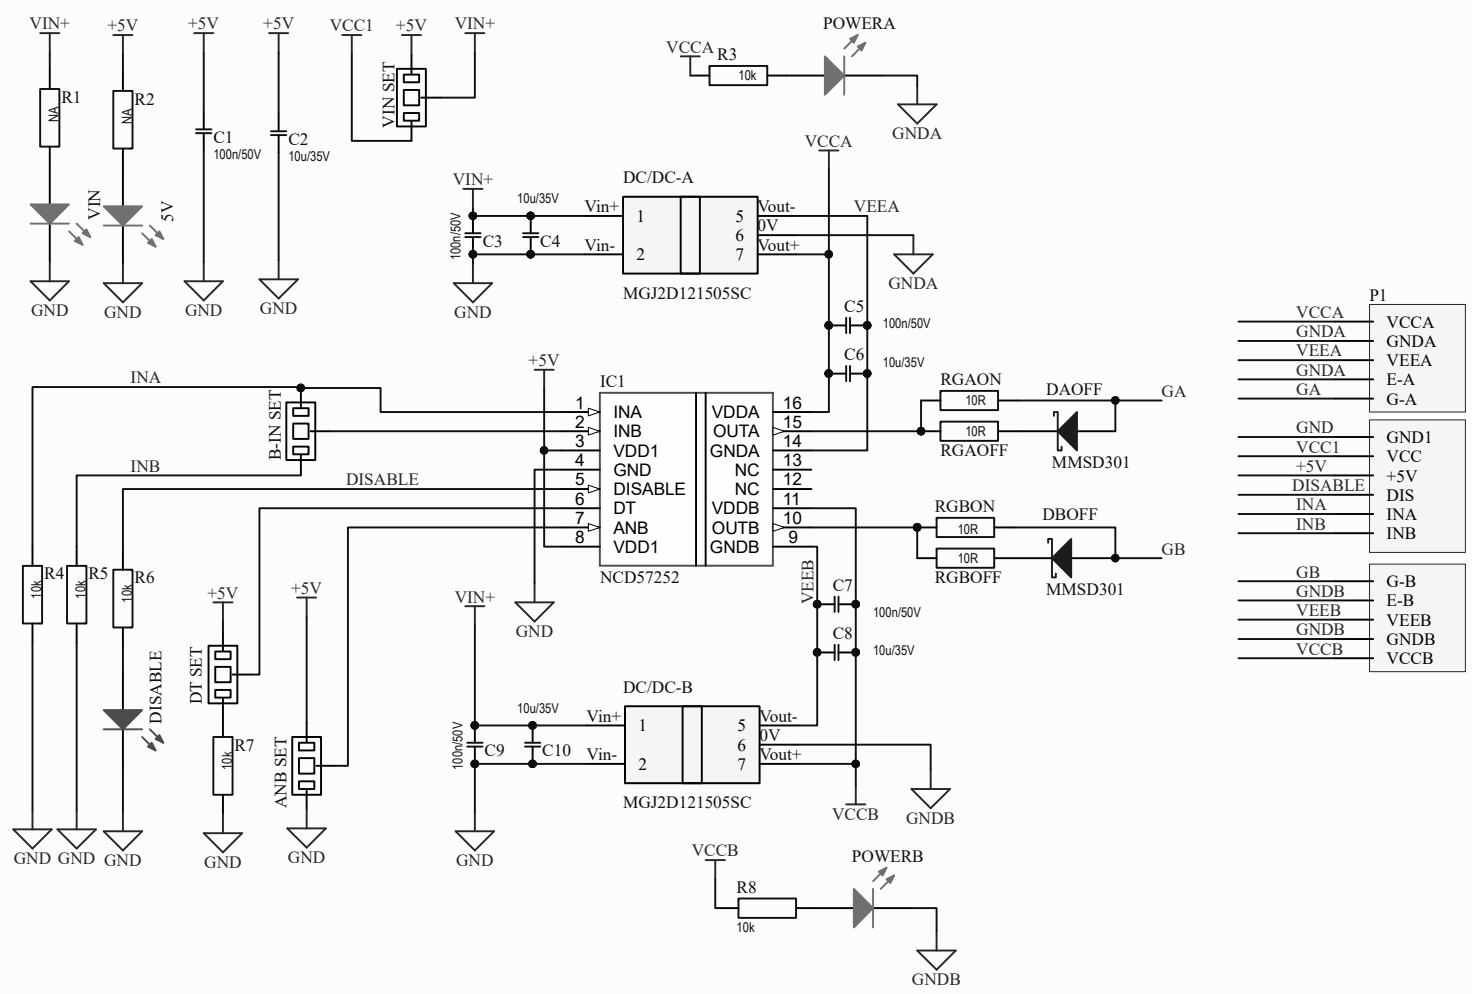 VIN+
+5V
+5V
+5V
VCC1
+5V
VIN+
R1
NA
R2
NA
C1
100n/50V
C2
10u/35V
VIN SET
VIN
5V
GND
GND
GND
GND
POWERA
VCCA
R3
10k
GNDA
VCCA
VIN+
10u/35V
100n/50V
C3
C4
Vin+
Vin-
DC/DC-A
1
2
5
6
7
Vout-
0V
Vout+
VEEA
GND
MGJ2D121505SC
GNDA
C5
100n/50V
C6
10u/35V
INA
B-IN SET
INB
DISABLE
+5V
IC1
1
2
3
4
5
6
7
8
INA
INB
VDD1
GND
DISABLE
DT
ANB
VDD1
VDDA
OUTA
GNDA
NC
NC
VDDB
OUTB
GNDB
16
15
14
13
12
11
10
9
NCD57252
GND
RGAON
10R
DAOFF
GA
10R
RGAOFF
MMSD301
RGBON
10R
DBOFF
GB
10R
RGBOFF
MMSD301
R4
10k
R5
10k
R6
10k
+5V
+5V
DT SET
DISABLE
R7
10k
ANB SET
GND
GND
GND
GND
GND
VIN+
VEEB
C7
100n/50V
C8
10u/35V
DC/DC-B
10u/35V
100n/50V
C9
C10
Vin+
Vin-
1
2
5
6
7
Vout-
0V
Vout+
MGJ2D121505SC
GND
VCCB
GNDB
VCCB
POWERB
R8
10k
GNDB
P1
VCCA VCCA
GNDA GNDA
VEEA VEEA
GNDA E-A
GA G-A
GND GND1
VCC1 VCC
+5V +5V
DISABLE DIS
INA INA
INB INB
GB G-B
GNDB E-B
VEEB VEEB
GNDB GNDB
VCCB VCCB